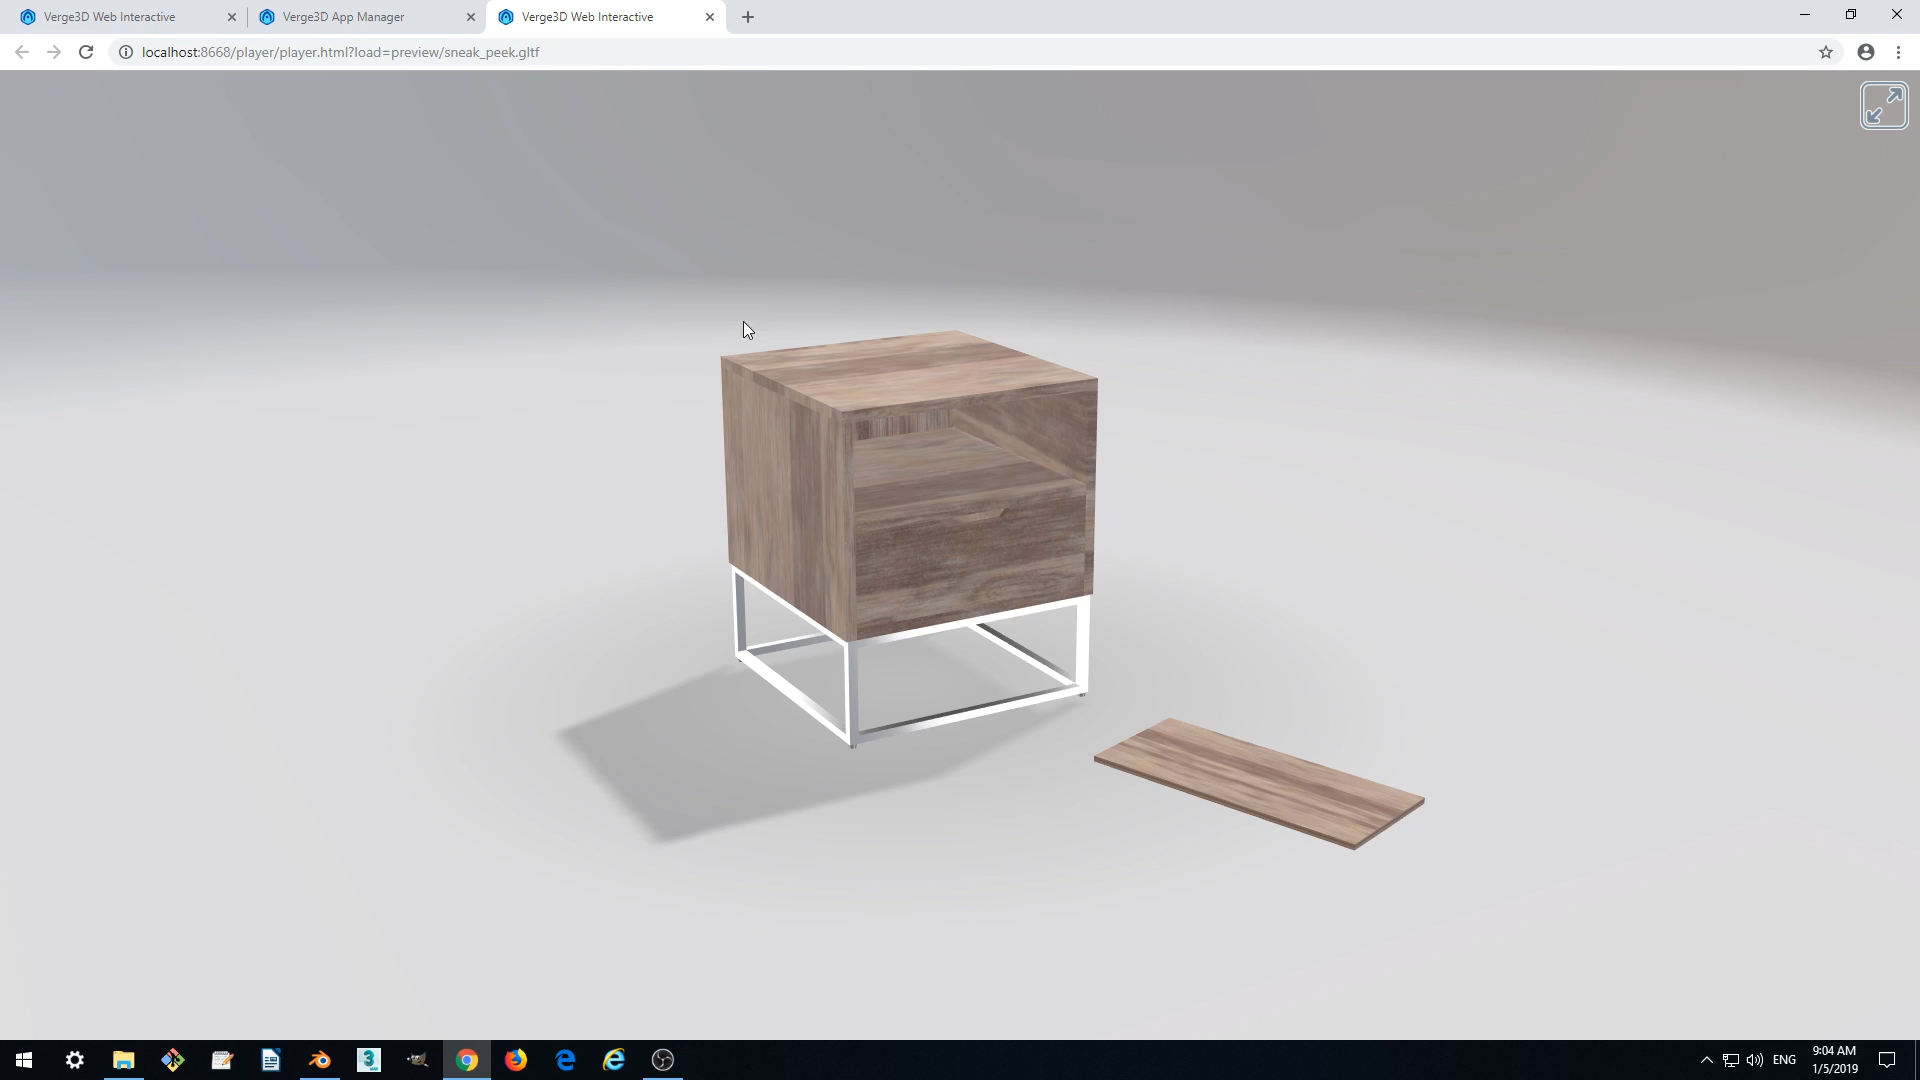 Verge3D Web Interactive
Verge3D App Manager
Verge3D Web Interactive
localhost:8668/player/player.html?load=preview/sneak_peek.gltf
3
ENG
9:04 AM
1/5/2019